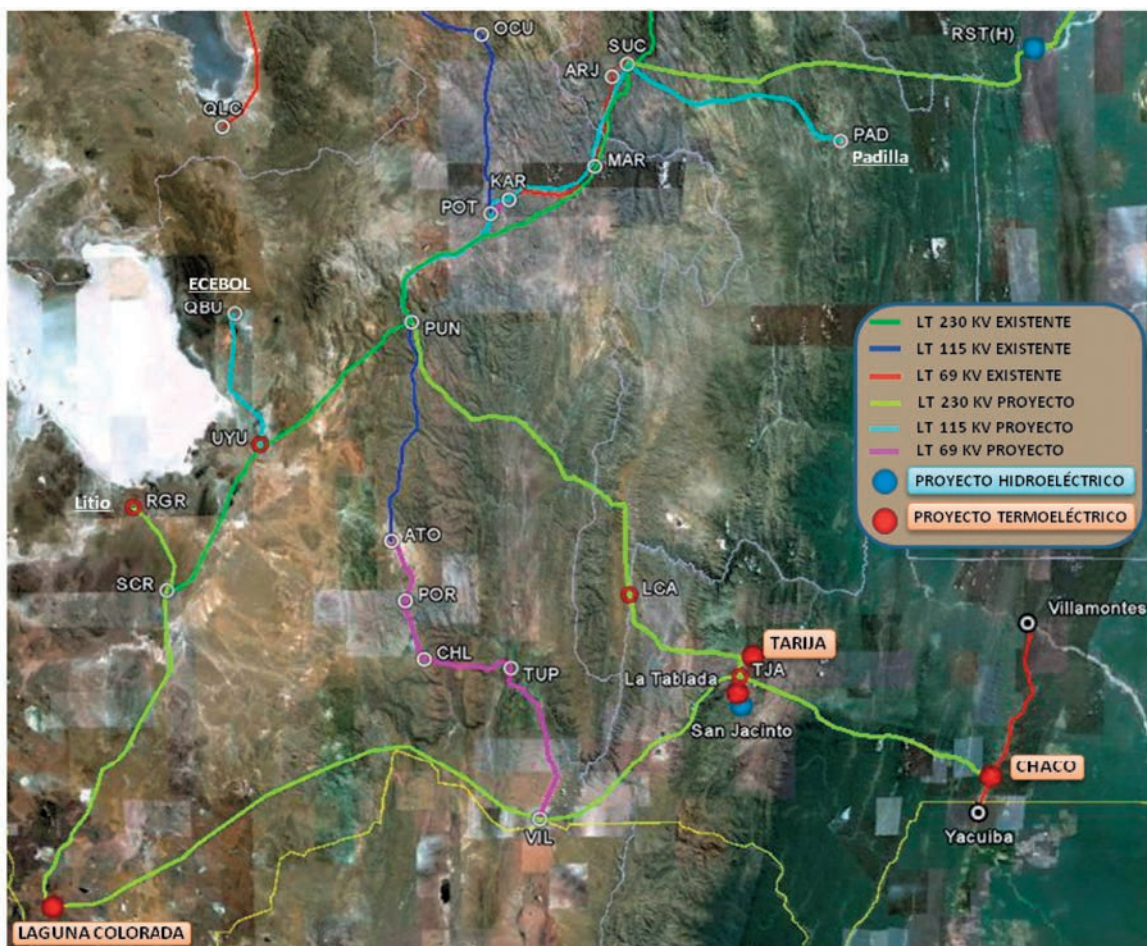 OCU
SUC
RST(H)
ARJ
QLC
PAD
Padilla
MAR
KAR
POT
ECEBOL
QBU
PUN
LT 230 KV EXISTENTE
LT 115 KV EXISTENTE
LT 69 KV EXISTENTE
LT 230 KV PROYECTO
LT 115 KV PROYECTO
LT 69 KV PROYECTO
PROYECTO HIDROELÉCTRICO
PROYECTO TERMOELÉCTRICO
UYU
Litio
RGR
ATO
SCR
POR
LCA
Villamontes
CHL
TUP
TARIJA
TJA
La Tablada
San Jacinto
CHACO
VIL
Yacuiba
LAGUNA COLORADA